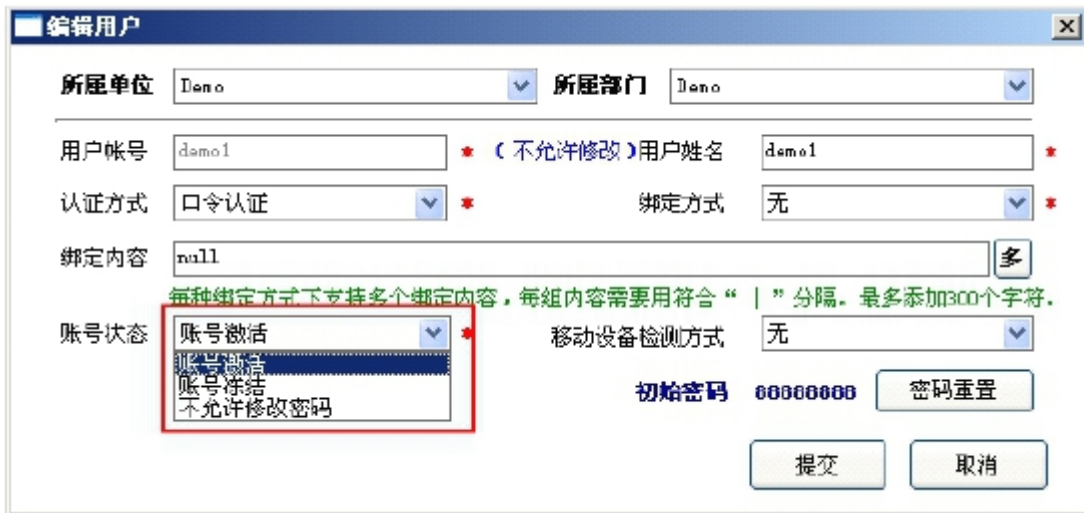 编辑用户
所属单位 Demo 所属部门 Demo
用户帐号 demo1 * (不允许修改)用户姓名 demo1 *
认证方式 口令认证 * 绑定方式 无 *
绑定内容 null 多
每种绑定方式下支持多个绑定内容，每组内容需要用符合“ | ”分隔。最多添加300个字符.
账号状态 账号激活 * 移动设备检测方式 无
账号激活
账号冻结
不允许修改密码
初始密码 88888888 密码重置
提交 取消